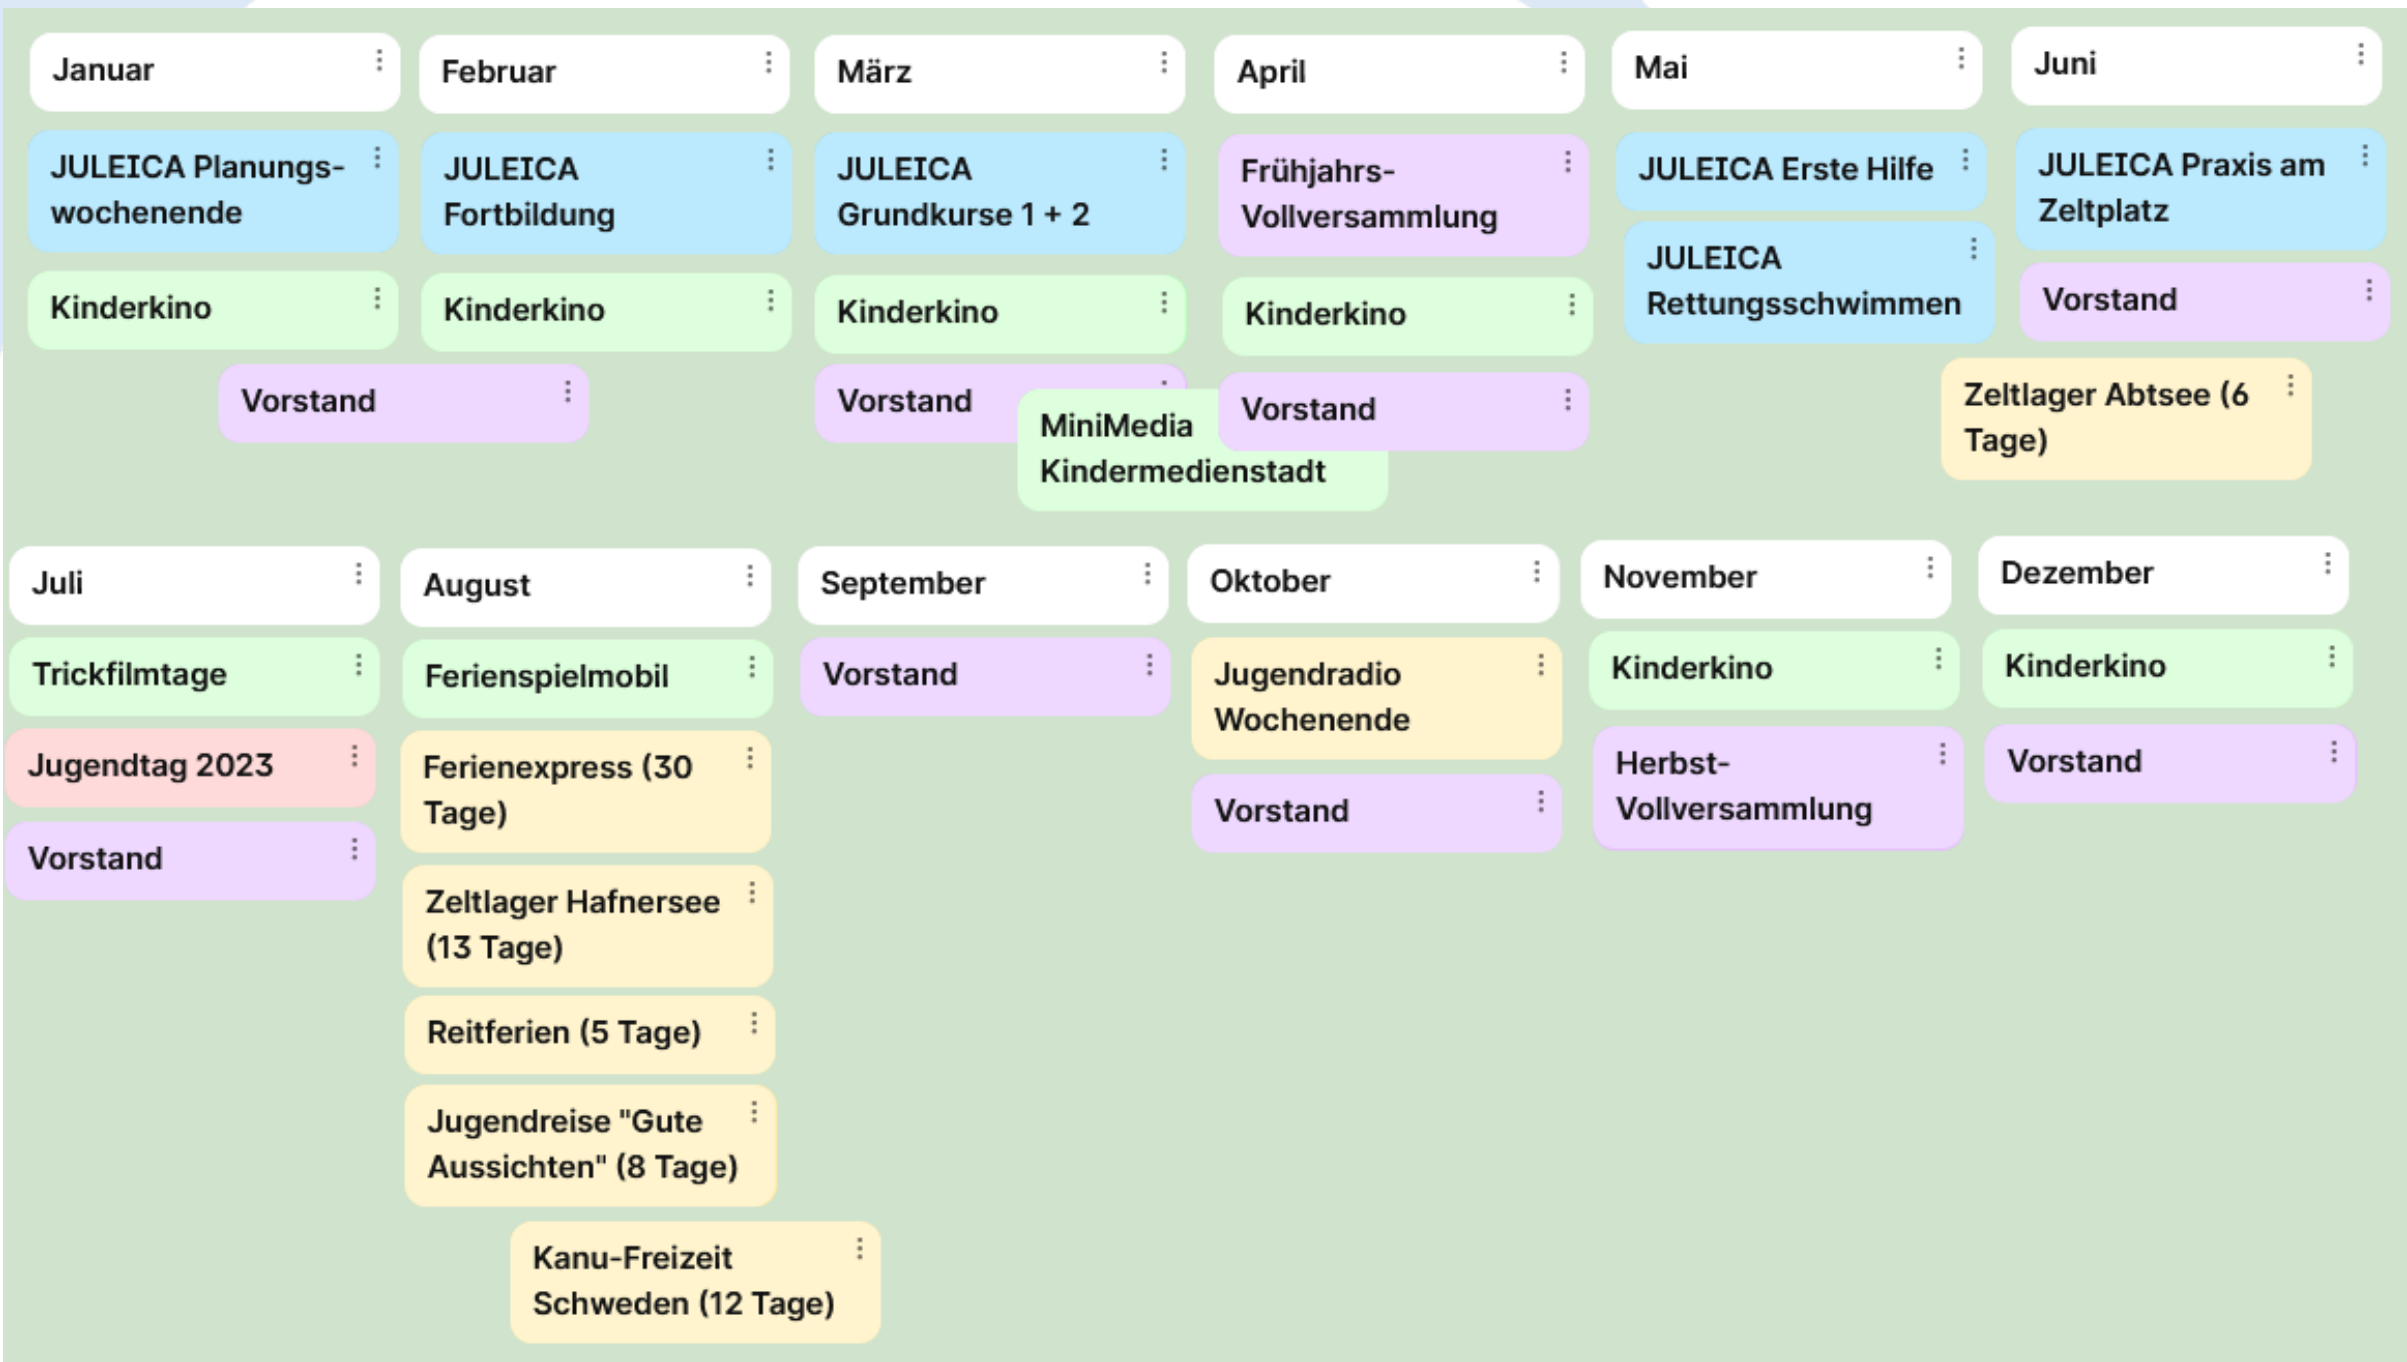 Januar
JULEICA Planungs-
wochenende
Kinderkino
Vorstand
Februar
JULEICA
Fortbildung
Kinderkino
März
JULEICA
Grundkurse 1 + 2
Kinderkino
Vorstand
MiniMedia
Kindermedienstadt
April
Frühjahrs-
Vollversammlung
Kinderkino
Vorstand
Mai
JULEICA Erste Hilfe
JULEICA
Rettungsschwimmen
Juni
JULEICA Praxis am
Zeltplatz
Vorstand
Zeltlager Abtsee (6
Tage)
Juli
Trickfilmtage
Jugendtag 2023
Vorstand
August
Ferienspielmobil
Ferienexpress (30
Tage)
Zeltlager Hafnersee
(13 Tage)
Reitferien (5 Tage)
Jugendreise "Gute
Aussichten" (8 Tage)
Kanu-Freizeit
Schweden (12 Tage)
September
Vorstand
Oktober
Jugendradio
Wochenende
Vorstand
November
Kinderkino
Herbst-
Vollversammlung
Dezember
Kinderkino
Vorstand